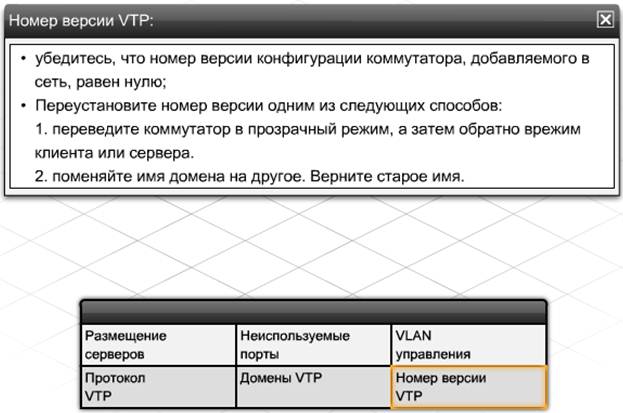 Номер версии VTP:
• убедитесь, что номер версии конфигурации коммутатора, добавляемого в
сеть, равен нулю;
• Переустановите номер версии одним из следующих способов:
1. переведите коммутатор в прозрачный режим, а затем обратно врежим
клиента или сервера.
2. поменяйте имя домена на другое. Верните старое имя.
Размещение
серверов
Неиспользуемые
порты
VLAN
управления
Протокол
VTP
Домены VTP
Номер версии
VTP